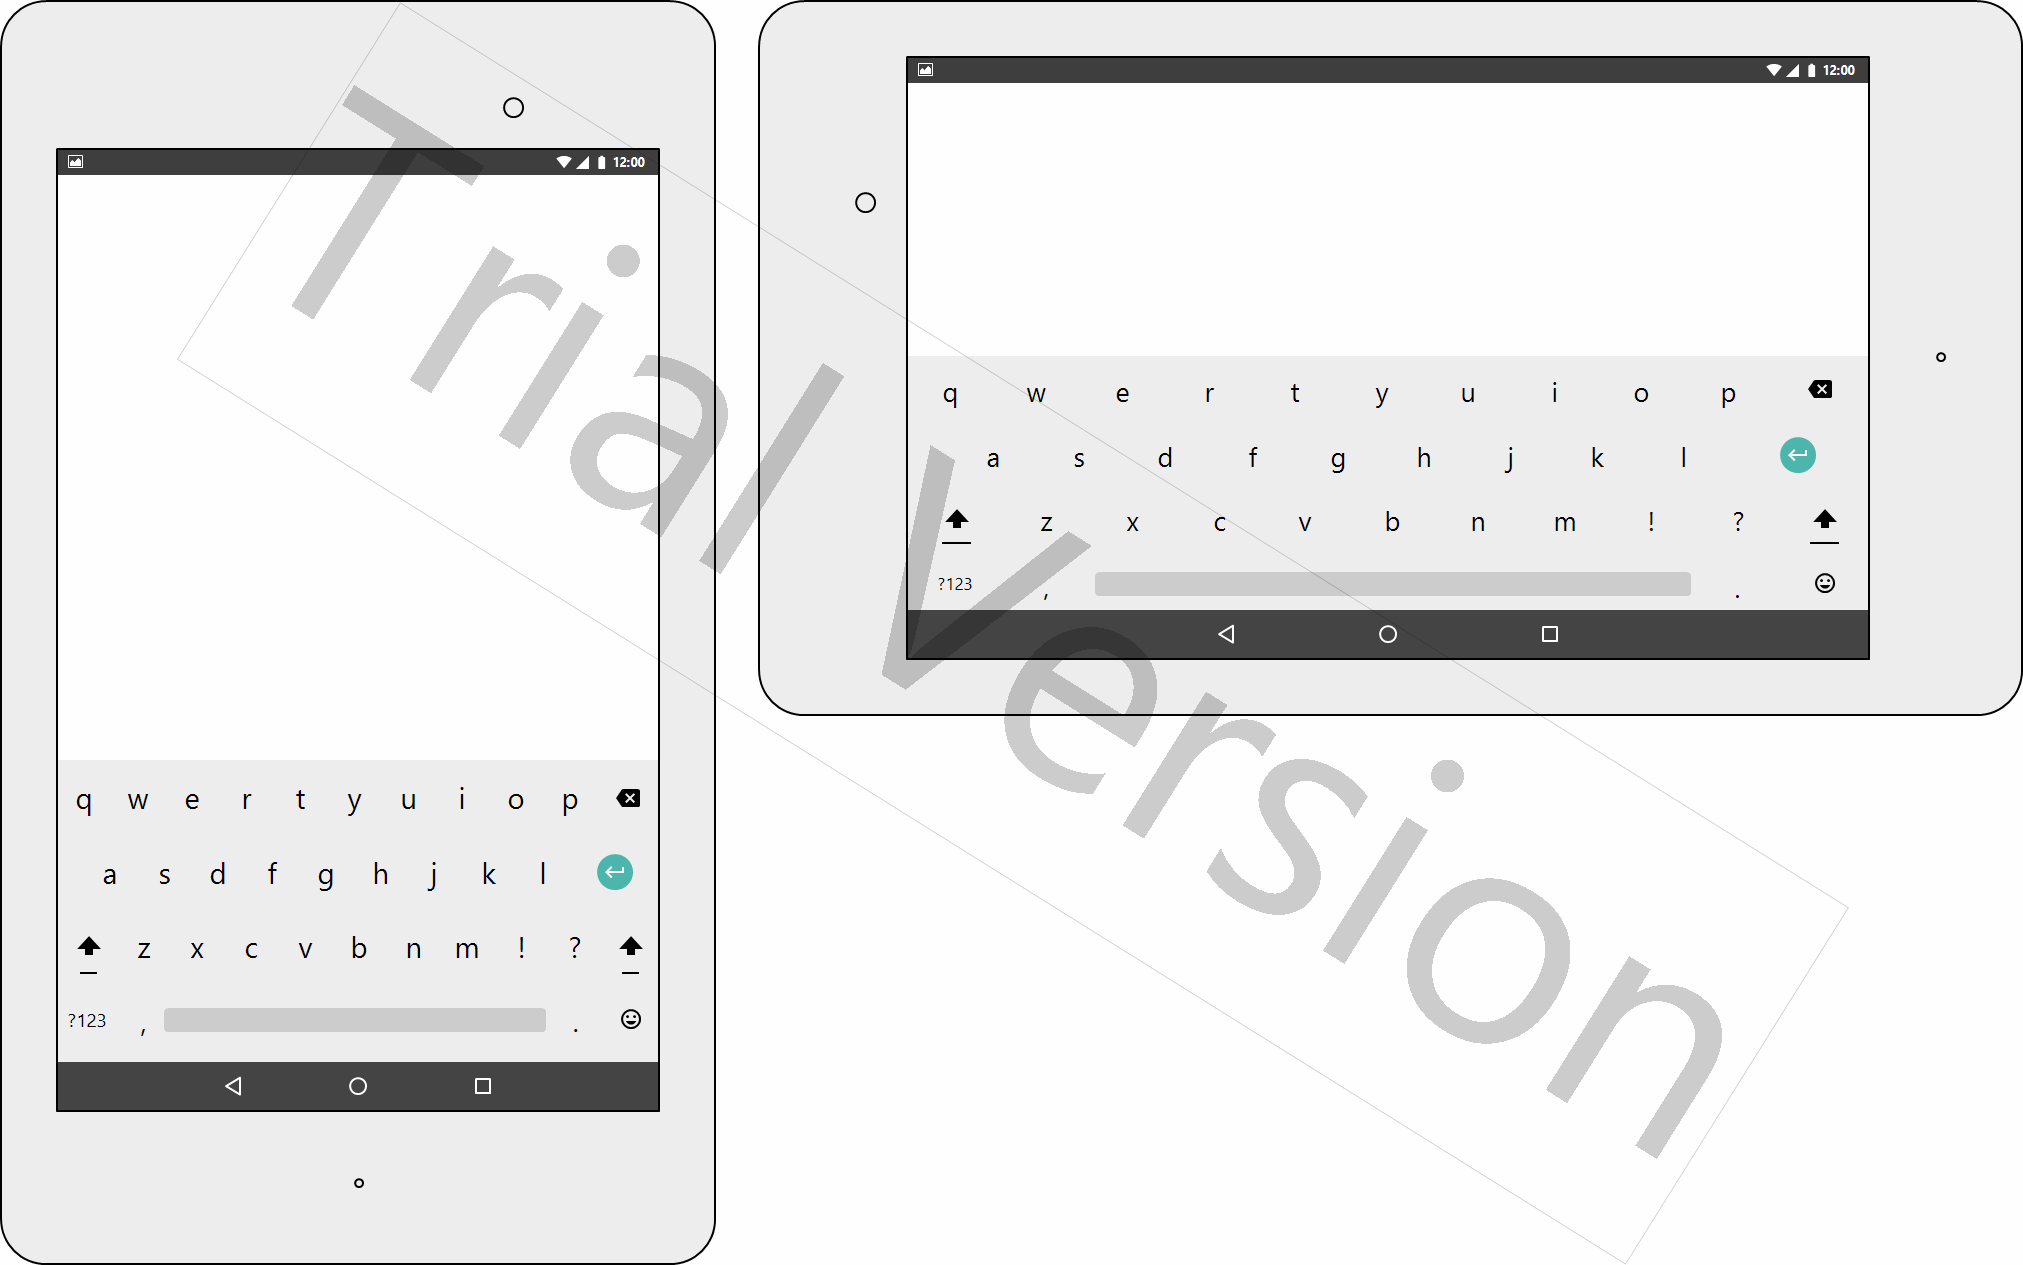 12:00
q w e r t y u i o p
a s d f g h j k l
z x c v b n m ! ?
?123 , .
12:00
q w e r t y u i o p
a s d f g h j k l
z x c v b n m ! ?
?123 , .
Trial Version